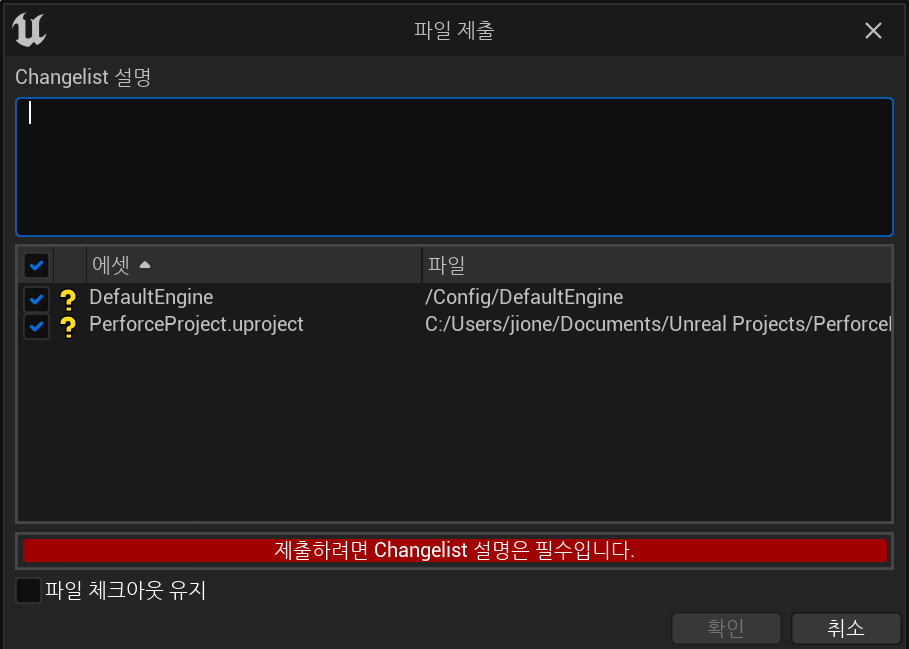 파일 제출
Changelist 설명
에셋 파일
DefaultEngine /Config/DefaultEngine
PerforceProject.uproject C:/Users/jione/Documents/Unreal Projects/Perforce
제출하려면 Changelist 설명은 필수입니다.
파일 체크아웃 유지
확인 취소